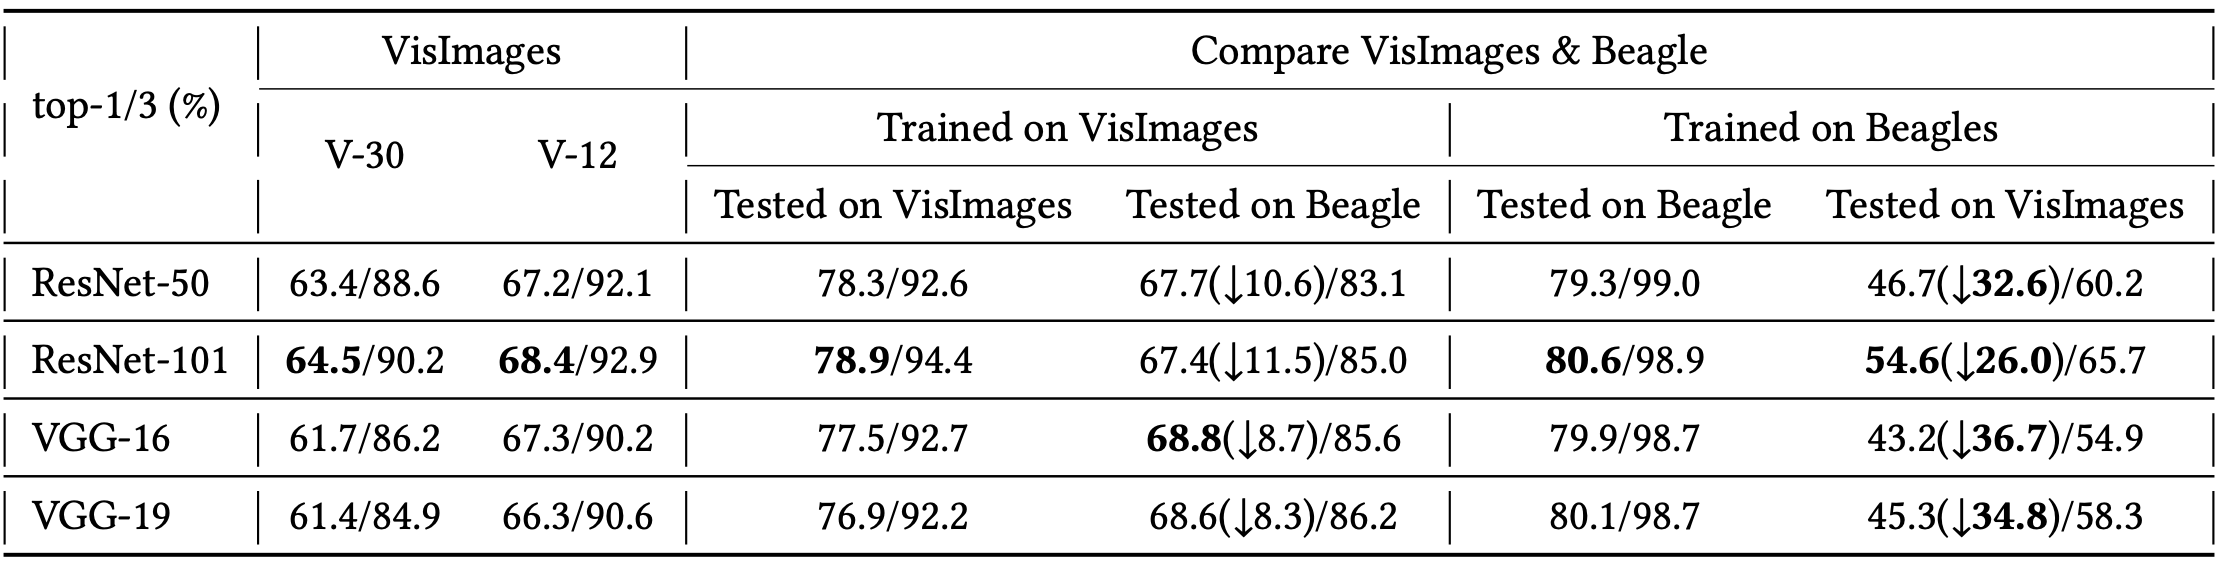 VisImages Compare VisImages & Beagle
top-1/3 (%)
V-30 V-12 Trained on VisImages Trained on Beagles
Tested on VisImages Tested on Beagle Tested on Beagle Tested on VisImages
ResNet-50 63.4/88.6 67.2/92.1 78.3/92.6 67.7(↓10.6)/83.1 79.3/99.0 46.7(↓32.6)/60.2
ResNet-101 64.5/90.2 68.4/92.9 78.9/94.4 67.4(↓11.5)/85.0 80.6/98.9 54.6(↓26.0)/65.7
VGG-16 61.7/86.2 67.3/90.2 77.5/92.7 68.8(↓8.7)/85.6 79.9/98.7 43.2(↓36.7)/54.9
VGG-19 61.4/84.9 66.3/90.6 76.9/92.2 68.6(↓8.3)/86.2 80.1/98.7 45.3(↓34.8)/58.3